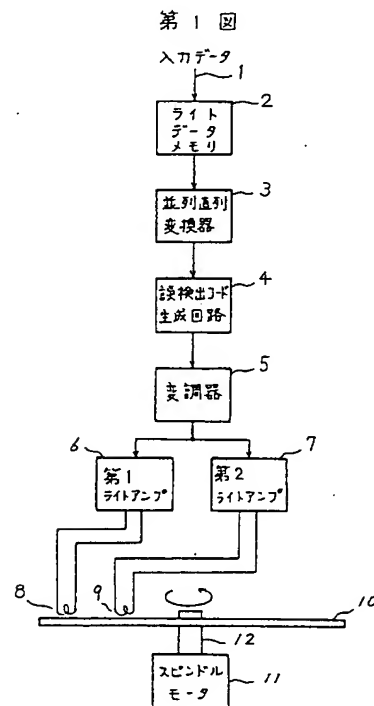 第1図
入力データ
1
2
ライト
データ
メモリ
3
並列直列
変換器
4
誤検出コード
生成回路
5
変調器
6
7
第1
ライトアンプ
第2
ライトアンプ
8
9
10
12
スピンドル
モータ
11